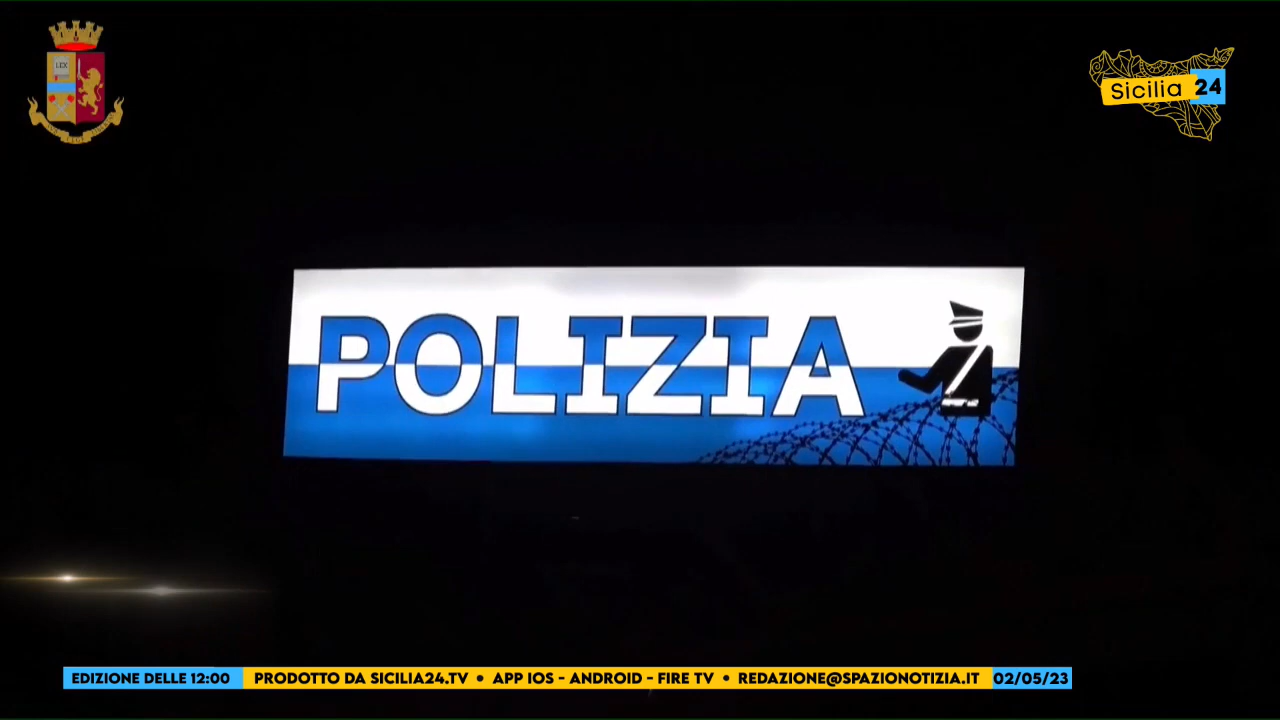 LEX
Sicilia 24
POLIZIA
EDIZIONE DELLE 12:00 PRODOTTO DA SICILIA24.TV • APP IOS - ANDROID - FIRE TV • REDAZIONE@SPAZIONOTIZIA.IT 02/05/23